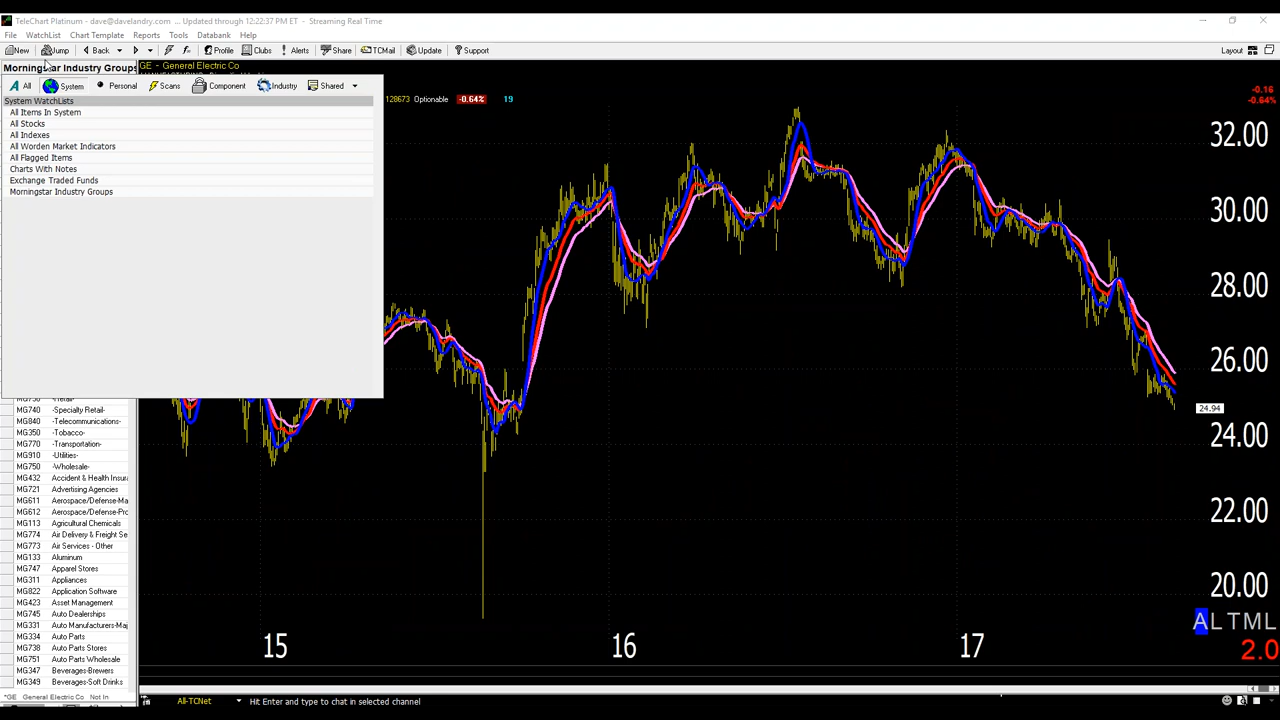 TeleChart Platinum - dave@davelandry.com ... Updated through 12:22:37 PM ET - Streaming Real Time
File WatchList Chart Template Reports Tools Databank Help
New Jump Back Profile Clubs Alerts Share TCMail Update Support Layout
Morningstar Industry Groups
GE - General Electric Co
A All System Personal Scans Component Industry Shared
System WatchLists
All Items In System
All Stocks
All Indexes
All Worden Market Indicators
All Flagged Items
Charts With Notes
Exchange Traded Funds
Morningstar Industry Groups
128673 Optionable -0.64% 19
-0.16
-0.64%
32.00
30.00
28.00
26.00
24.94
24.00
22.00
20.00
15 16 17
A L T M L
2.0
MG740 -Specialty Retail-
MG840 -Telecommunications-
MG350 -Tobacco-
MG770 -Transportation-
MG910 -Utilities-
MG750 -Wholesale-
MG432 Accident & Health Insura
MG721 Advertising Agencies
MG611 Aerospace/Defense-Ma
MG612 Aerospace/Defense-Pro
MG113 Agricultural Chemicals
MG774 Air Delivery & Freight Se
MG773 Air Services - Other
MG133 Aluminum
MG747 Apparel Stores
MG311 Appliances
MG822 Application Software
MG423 Asset Management
MG745 Auto Dealerships
MG331 Auto Manufacturers-Maj
MG334 Auto Parts
MG738 Auto Parts Stores
MG751 Auto Parts Wholesale
MG347 Beverages-Brewers
MG349 Beverages-Soft Drinks
*GE General Electric Co Not In
All-TCNet Hit Enter and type to chat in selected channel